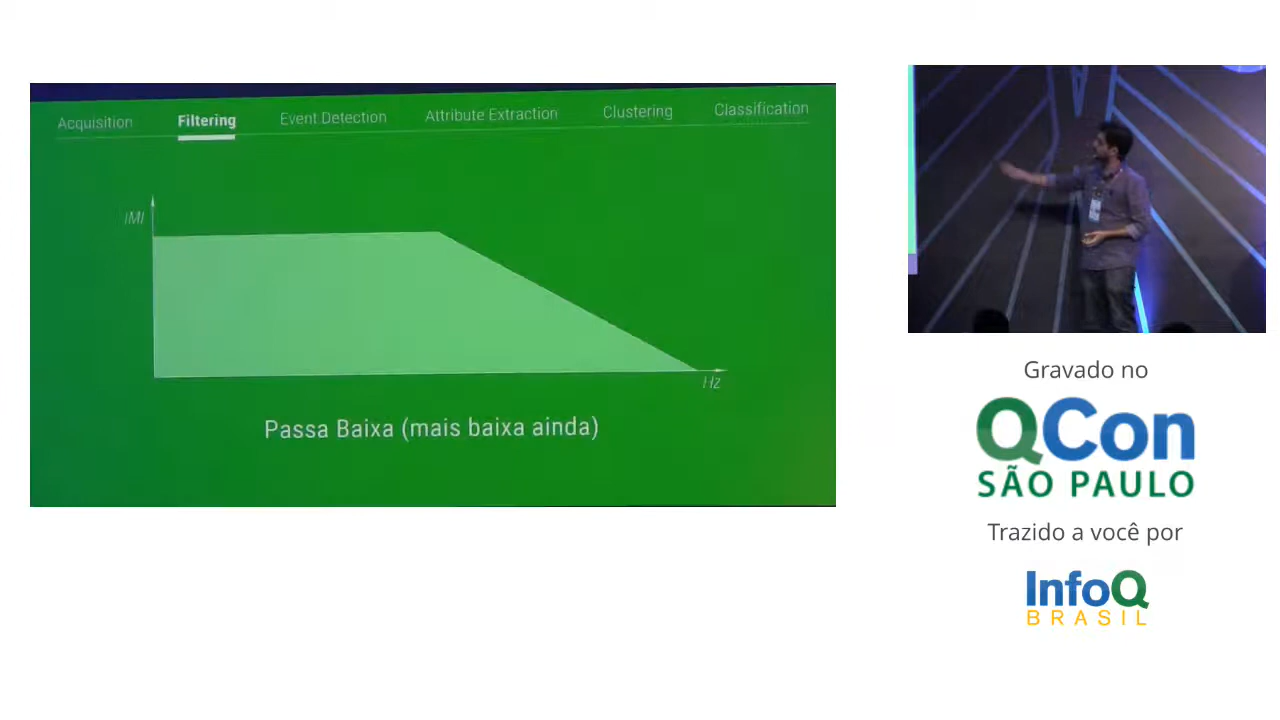 Acquisition
Filtering
Event Detection
Attribute Extraction
Clustering
Classification
|M|
Hz
Passa Baixa (mais baixa ainda)
Gravado no
QCon
SÃO PAULO
Trazido a você por
InfoQ
BRASIL